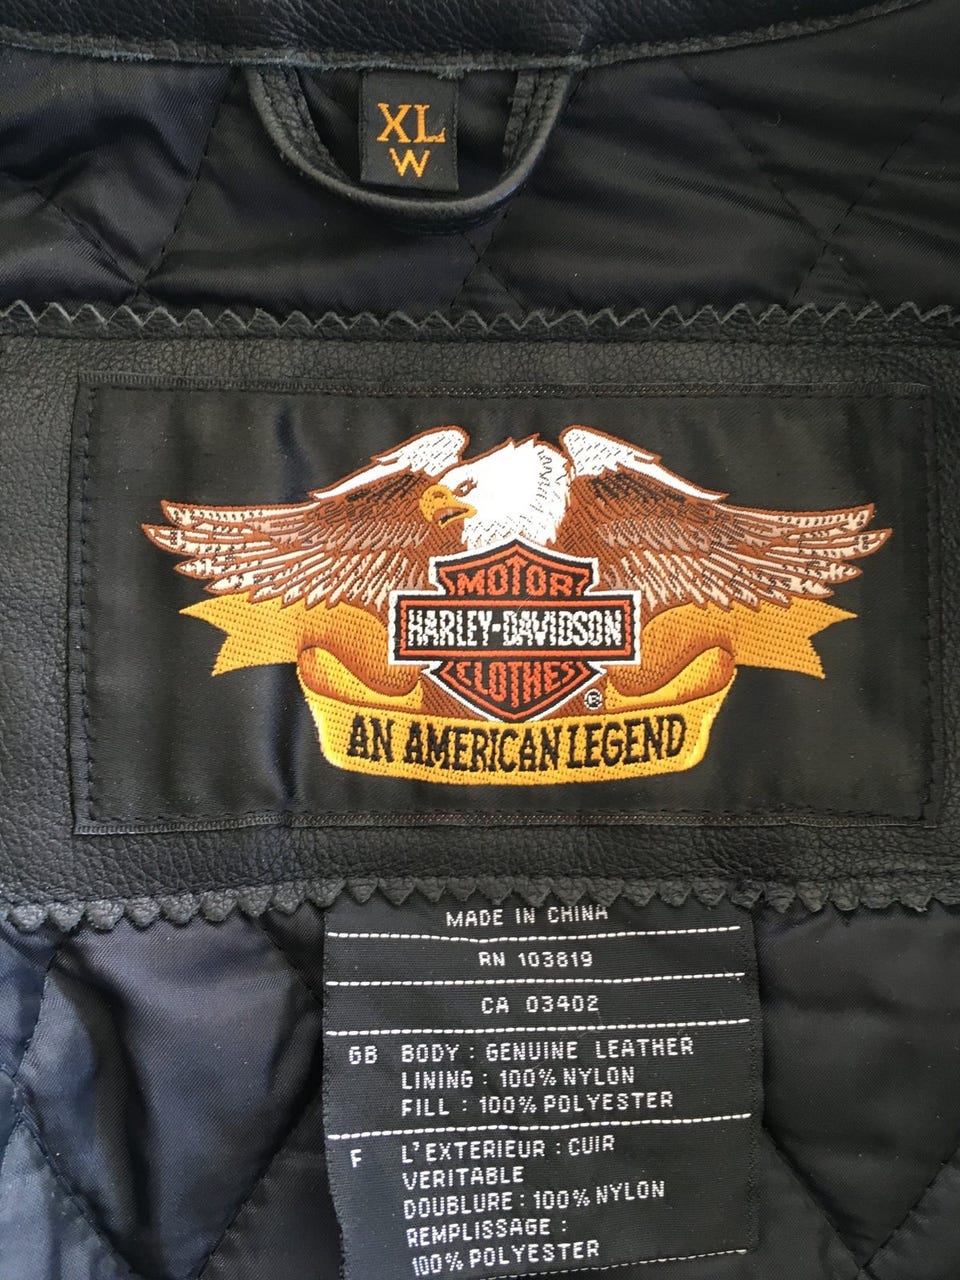 XL
W
MOTOR
HARLEY-DAVIDSON
CLOTHES
®
AN AMERICAN LEGEND
MADE IN CHINA
RN 103819
CA 03402
GB BODY : GENUINE LEATHER
LINING : 100% NYLON
FILL : 100% POLYESTER
F L'EXTERIEUR : CUIR
VERITABLE
DOUBLURE : 100% NYLON
REMPLISSAGE :
100% POLYESTER